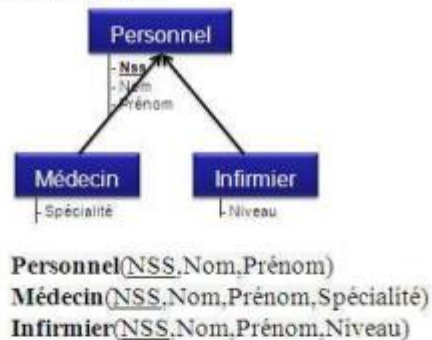 Personnel
- Nss
- Nom
- Prénom
Médecin
Infirmier
- Spécialité
- Niveau
Personnel(NSS,Nom,Prénom)
Médecin(NSS,Nom,Prénom,Spécialité)
Infirmier(NSS,Nom,Prénom,Niveau)